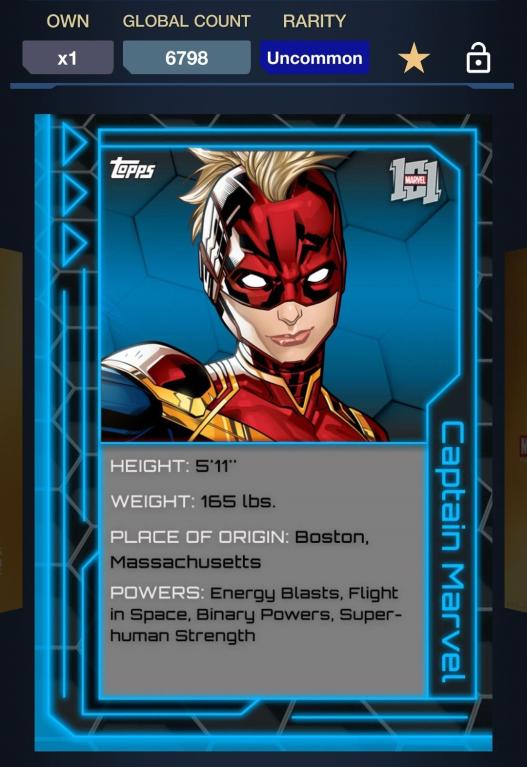 OWN GLOBAL COUNT RARITY
x1 6798 Uncommon
Topps
101
MARVEL
HEIGHT: 5'11''
WEIGHT: 165 lbs.
PLACE OF ORIGIN: Boston,
Massachusetts
POWERS: Energy Blasts, Flight
in Space, Binary Powers, Super-
human Strength
Captain Marvel